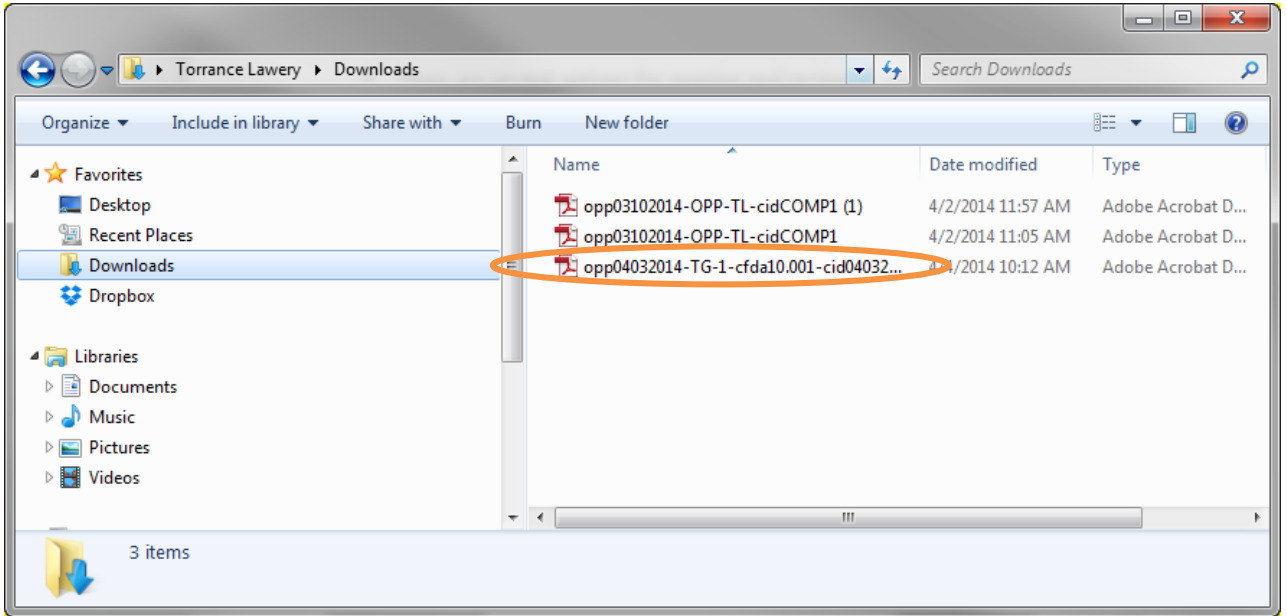 Torrance Lawery Downloads Search Downloads
Organize Include in library Share with Burn New folder
Favorites
Desktop
Recent Places
Downloads
Dropbox
Libraries
Documents
Music
Pictures
Videos
Name Date modified Type
opp03102014-OPP-TL-cidCOMP1 (1) 4/2/2014 11:57 AM Adobe Acrobat D...
opp03102014-OPP-TL-cidCOMP1 4/2/2014 11:05 AM Adobe Acrobat D...
opp04032014-TG-1-cfda10.001-cid04032... 10:12 AM Adobe Acrobat D...
3 items